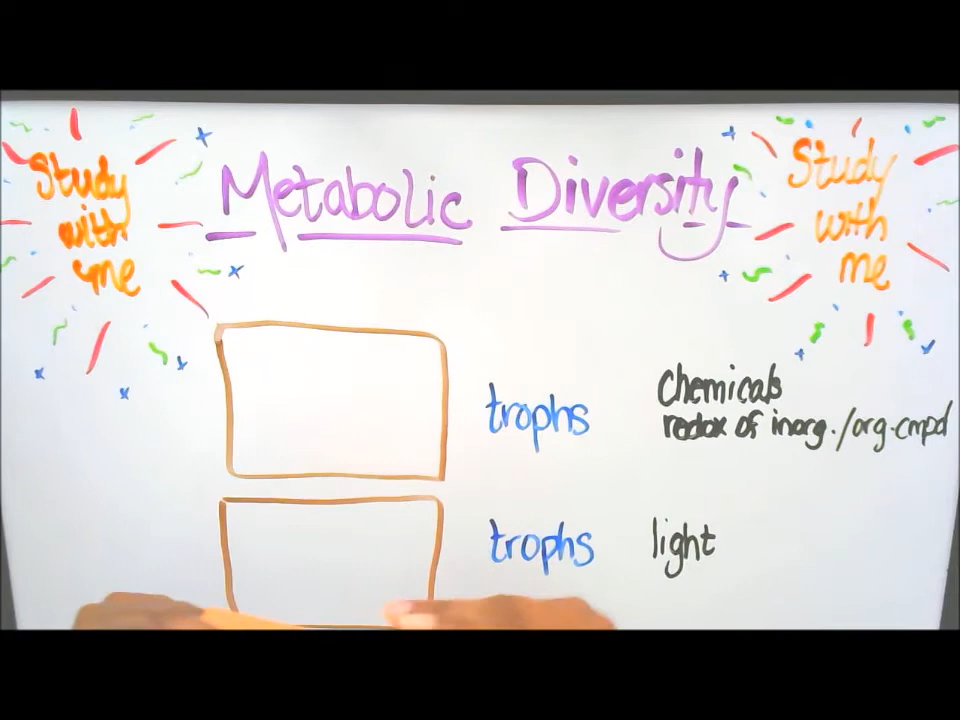 Study
with
me
Metabolic Diversity
Study
with
me
trophs
chemicals
redox of inorg./org.cmpd
trophs
light